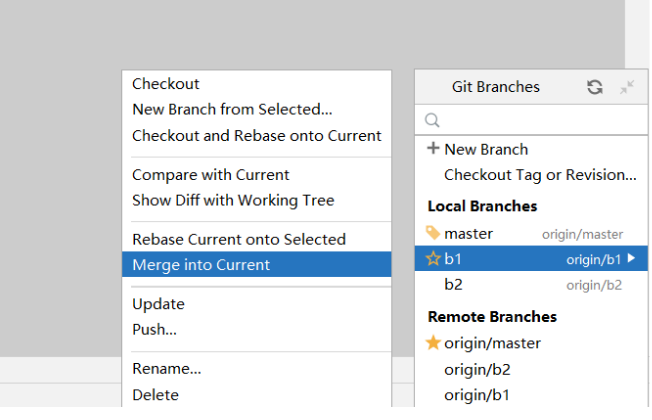 Checkout
New Branch from Selected...
Checkout and Rebase onto Current
Compare with Current
Show Diff with Working Tree
Rebase Current onto Selected
Merge into Current
Update
Push...
Rename...
Delete
Git Branches
New Branch
Checkout Tag or Revision...
Local Branches
master origin/master
b1 origin/b1
b2 origin/b2
Remote Branches
origin/master
origin/b2
origin/b1